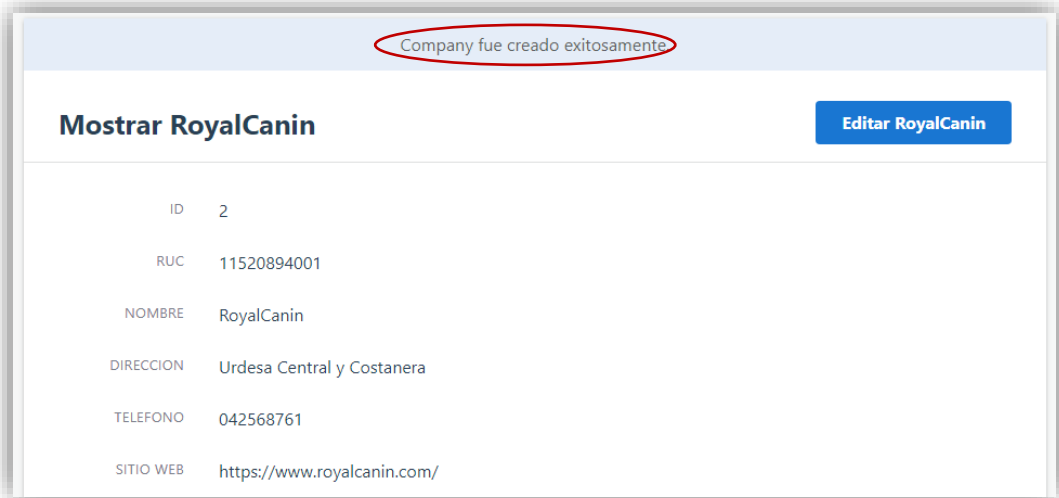 Company fue creado exitosamente.
Mostrar RoyalCanin
Editar RoyalCanin
ID 2
RUC 11520894001
NOMBRE RoyalCanin
DIRECCION Urdesa Central y Costanera
TELEFONO 042568761
SITIO WEB https://www.royalcanin.com/